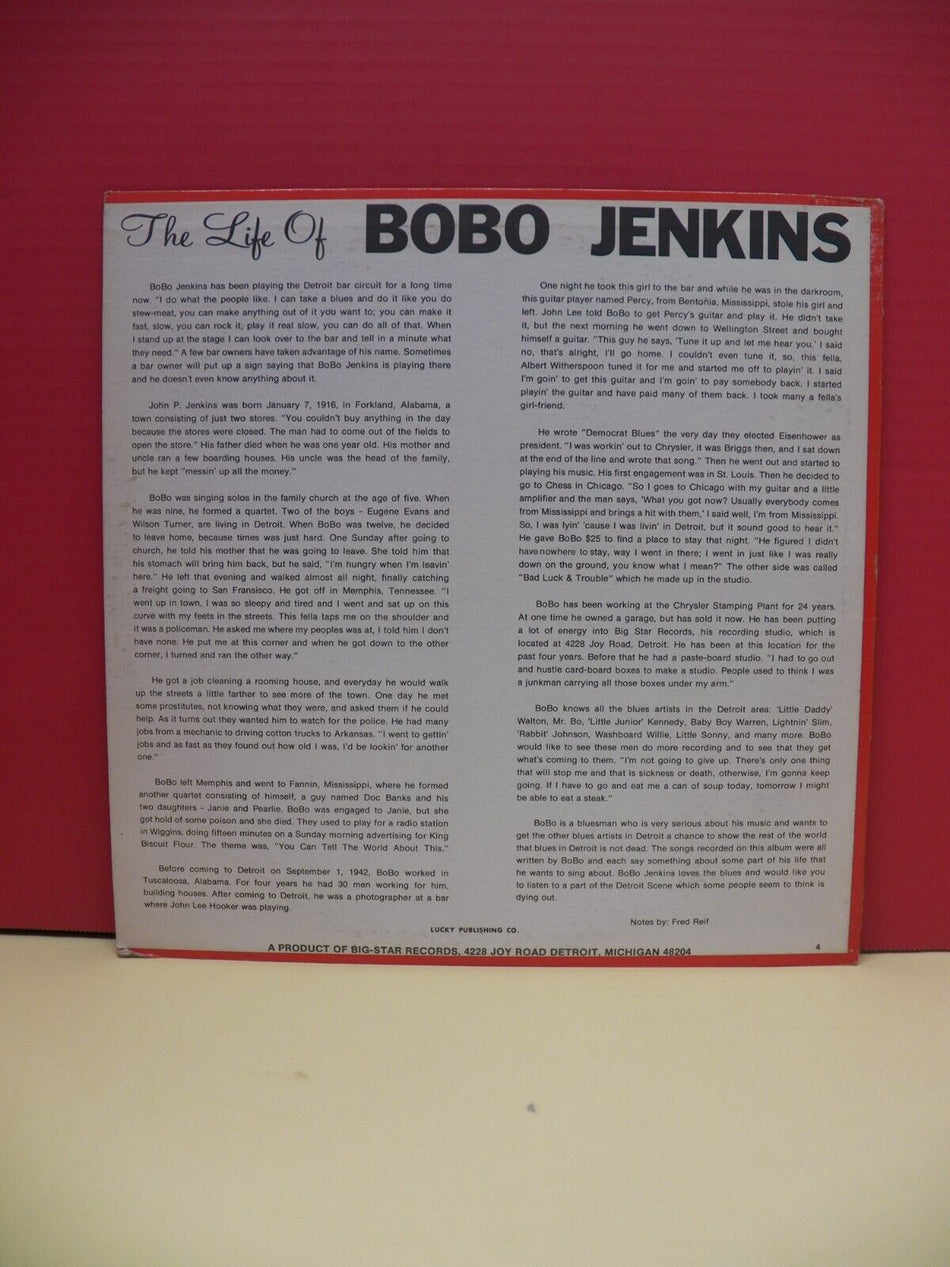 The Life Of BOBO JENKINS
BoBo Jenkins has been playing the Detroit bar circuit for a long time
now. "I do what the people like. I can take a blues and do it like you do
stew-meat, you can make anything out of it you want to; you can make it
fast, slow, you can rock it, play it real slow, you can do all of that. When
I stand up at the stage I can look over to the bar and tell in a minute what
they need." A few bar owners have taken advantage of his name. Sometimes
a bar owner will put up a sign saying that BoBo Jenkins is playing there
and he doesn't even know anything about it.
John P. Jenkins was born January 7, 1916, in Forkland, Alabama, a
town consisting of just two stores. "You couldn't buy anything in the day
because the stores were closed. The man had to come out of the fields to
open the store." His father died when he was one year old. His mother and
uncle ran a few boarding houses. His uncle was the head of the family,
but he kept "messin' up all the money."
BoBo was singing solos in the family church at the age of five. When
he was nine, he formed a quartet. Two of the boys - Eugene Evans and
Wilson Turner, are living in Detroit. When BoBo was twelve, he decided
to leave home, because times was just hard. One Sunday after going to
church, he told his mother that he was going to leave. She told him that
his stomach will bring him back, but he said, "I'm hungry when I'm leavin'
here." He left that evening and walked almost all night, finally catching
a freight going to San Fransisco. He got off in Memphis, Tennessee. "I
went up in town, I was so sleepy and tired and I went and sat up on this
curve with my feets in the streets. This fella taps me on the shoulder and
it was a policeman. He asked me where my peoples was at, I told him I don't
have none. He put me at this corner and when he got down to the other
corner, I turned and ran the other way."
He got a job cleaning a rooming house, and everyday he would walk
up the streets a little farther to see more of the town. One day he met
some prostitutes, not knowing what they were, and asked them if he could
help. As it turns out they wanted him to watch for the police. He had many
jobs from a mechanic to driving cotton trucks to Arkansas. "I went to gettin'
jobs and as fast as they found out how old I was, I'd be lookin' for another
one."
BoBo left Memphis and went to Fannin, Mississippi, where he formed
another quartet consisting of himself, a guy named Doc Banks and his
two daughters - Janie and Pearlie. BoBo was engaged to Janie, but she
got hold of some poison and she died. They used to play for a radio station
in Wiggins, doing fifteen minutes on a Sunday morning advertising for King
Biscuit Flour. The theme was, "You Can Tell The World About This."
Before coming to Detroit on September 1, 1942, BoBo worked in
Tuscaloosa, Alabama. For four years he had 30 men working for him,
building houses. After coming to Detroit, he was a photographer at a bar
where John Lee Hooker was playing.
One night he took this girl to the bar and while he was in the darkroom,
this guitar player named Percy, from Bentoñia, Mississippi, stole his girl and
left. John Lee told BoBo to get Percy's guitar and play it. He didn't take
it, but the next morning he went down to Wellington Street and bought
himself a guitar. "This guy he says, 'Tune it up and let me hear you.' I said
no, that's alright, I'll go home. I couldn't even tune it, so, this fella,
Albert Witherspoon tuned it for me and started me off to playin' it. I said
I'm goin' to get this guitar and I'm goin' to pay somebody back. I started
playin' the guitar and have paid many of them back. I took many a fella's
girl-friend.
He wrote "Democrat Blues" the very day they elected Eisenhower as
president. "I was workin' out to Chrysler, it was Briggs then, and I sat down
at the end of the line and wrote that song." Then he went out and started to
playing his music. His first engagement was in St. Louis. Then he decided to
go to Chess in Chicago. "So I goes to Chicago with my guitar and a little
amplifier and the man says, 'What you got now? Usually everybody comes
from Mississippi and brings a hit with them,' I said well, I'm from Mississippi.
So, I was lyin' 'cause I was livin' in Detroit, but it sound good to hear it."
He gave BoBo $25 to find a place to stay that night. "He figured I didn't
have nowhere to stay, way I went in there; I went in just like I was really
down on the ground, you know what I mean?" The other side was called
"Bad Luck & Trouble" which he made up in the studio.
BoBo has been working at the Chrysler Stamping Plant for 24 years.
At one time he owned a garage, but has sold it now. He has been putting
a lot of energy into Big Star Records, his recording studio, which is
located at 4228 Joy Road, Detroit. He has been at this location for the
past four years. Before that he had a paste-board studio. "I had to go out
and hustle card-board boxes to make a studio. People used to think I was
a junkman carrying all those boxes under my arm."
BoBo knows all the blues artists in the Detroit area: 'Little Daddy'
Walton, Mr. Bo, 'Little Junior' Kennedy, Baby Boy Warren, Lightnin' Slim,
'Rabbit' Johnson, Washboard Willie, Little Sonny, and many more. BoBo
would like to see these men do more recording and to see that they get
what's coming to them. "I'm not going to give up. There's only one thing
that will stop me and that is sickness or death, otherwise, I'm gonna keep
going. If I have to go and eat me a can of soup today, tomorrow I might
be able to eat a steak."
BoBo is a bluesman who is very serious about his music and wants to
get the other blues artists in Detroit a chance to show the rest of the world
that blues in Detroit is not dead. The songs recorded on this album were all
written by BoBo and each say something about some part of his life that
he wants to sing about. BoBo Jenkins loves the blues and would like you
to listen to a part of the Detroit Scene which some people seem to think is
dying out.
Notes by: Fred Reif
LUCKY PUBLISHING CO.
A PRODUCT OF BIG-STAR RECORDS, 4228 JOY ROAD DETROIT, MICHIGAN 48204
4